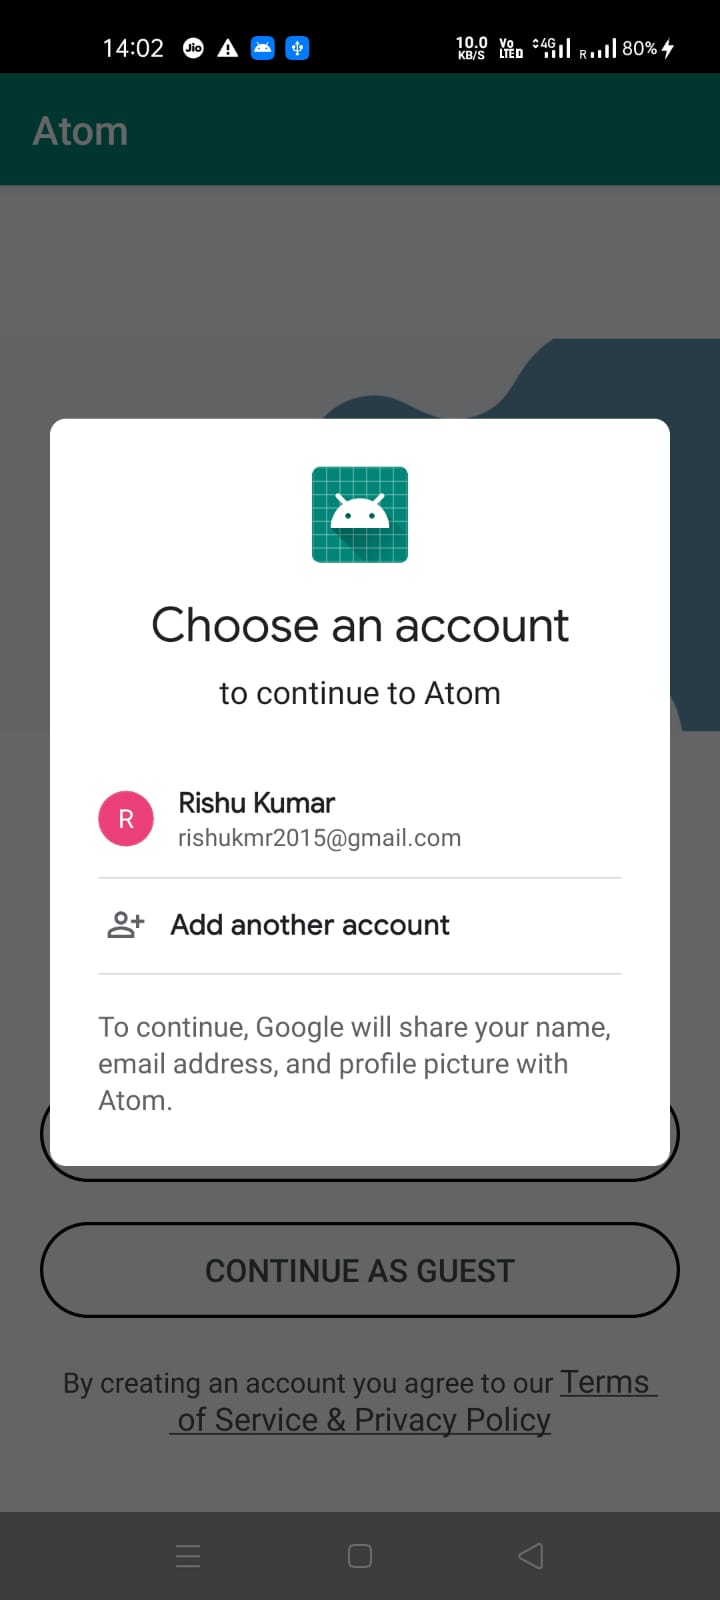 14:02 Jio 10.0 KB/S Vo LTED 4G R 80%
Atom
Choose an account
to continue to Atom
R
Rishu Kumar
rishukmr2015@gmail.com
Add another account
To continue, Google will share your name,
email address, and profile picture with
Atom.
CONTINUE AS GUEST
By creating an account you agree to our Terms
of Service & Privacy Policy